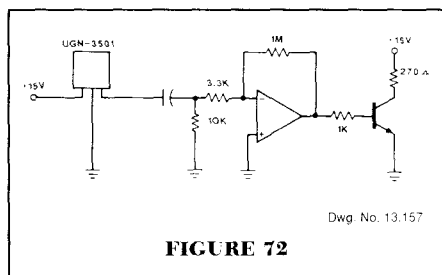 UGN-3501
+15V
1M
+15V
270 Ω
3.3K
10K
−
+
1K
Dwg. No. 13.157
FIGURE 72